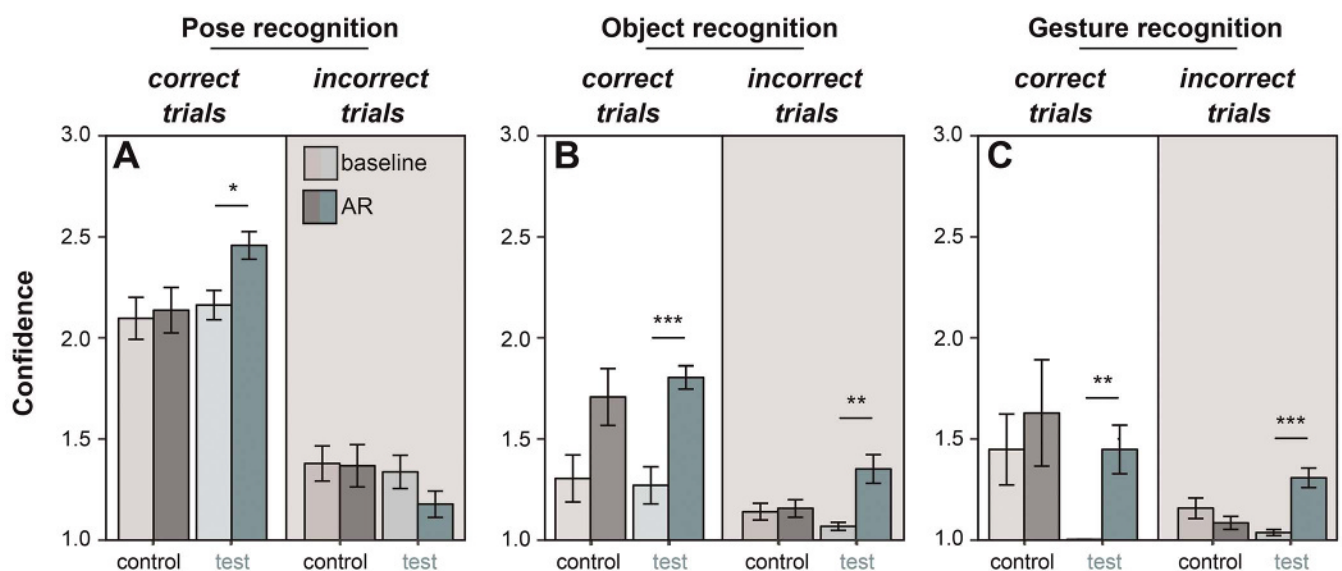 Pose recognition
Object recognition
Gesture recognition
correct trials
incorrect trials
correct trials
incorrect trials
correct trials
incorrect trials
Confidence
A
3.0
2.5
2.0
1.5
1.0
baseline
AR
*
control
test
control
test
B
3.0
2.5
2.0
1.5
1.0
***
**
control
test
control
test
C
3.0
2.5
2.0
1.5
1.0
**
***
control
test
control
test